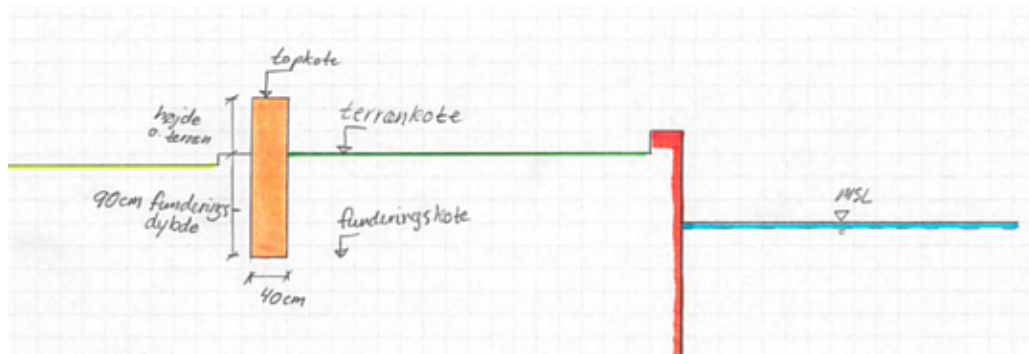 topkote
højde
o. terræn
terrænkote
90cm funderings
dybde
funderingskote
MSL
40cm